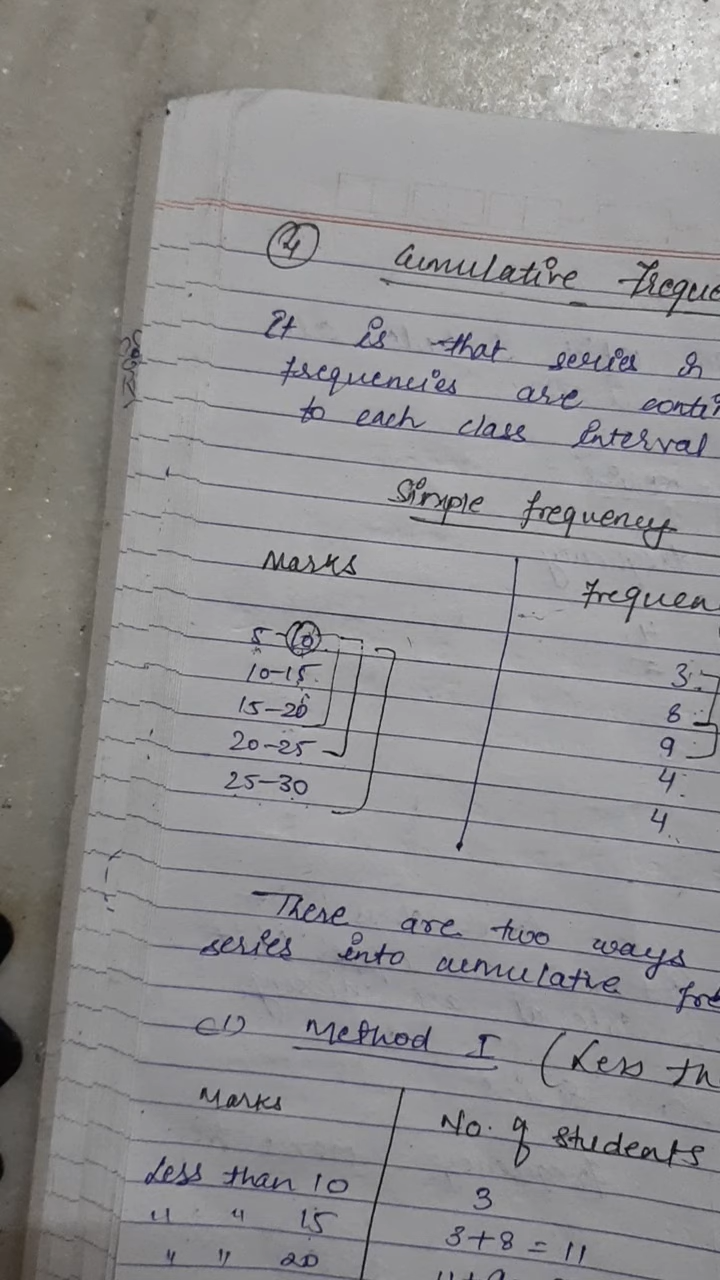 4 Cumulative Freque
It is that series in
frequencies are conti
to each class interval
Simple frequency
Marks Frequen
5-10 3
10-15 8
15-20 9
20-25 4
25-30 4
There are two ways
series into cumulative fre
(1) Method I (Less th
Marks No. of students
Less than 10 3
" " 15 3+8=11
" " 20